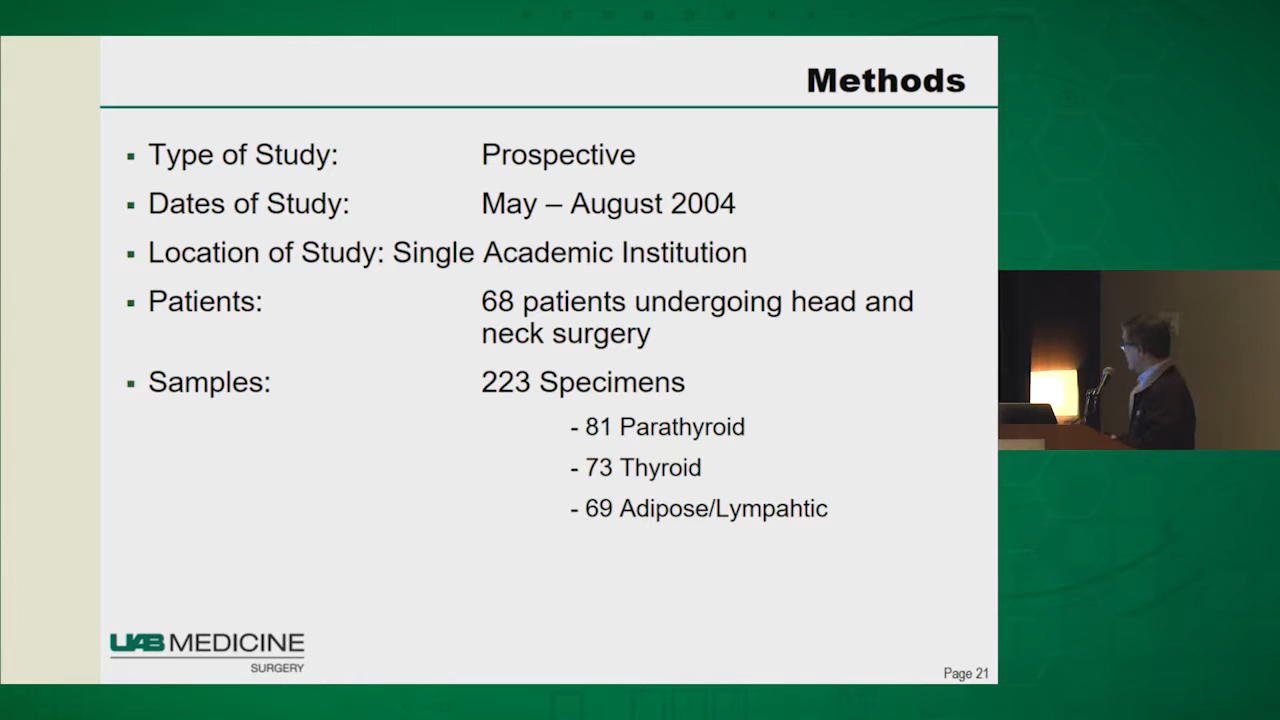 Methods
▪ Type of Study: Prospective
▪ Dates of Study: May – August 2004
▪ Location of Study: Single Academic Institution
▪ Patients: 68 patients undergoing head and
neck surgery
▪ Samples: 223 Specimens
- 81 Parathyroid
- 73 Thyroid
- 69 Adipose/Lympahtic
UAB MEDICINE
SURGERY
Page 21